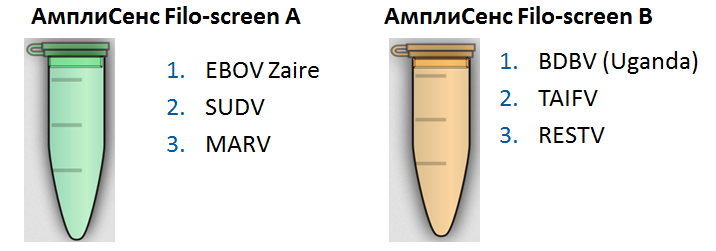 АмплиСенс Filo-screen A
1. EBOV Zaire
2. SUDV
3. MARV
АмплиСенс Filo-screen B
1. BDBV (Uganda)
2. TAIFV
3. RESTV